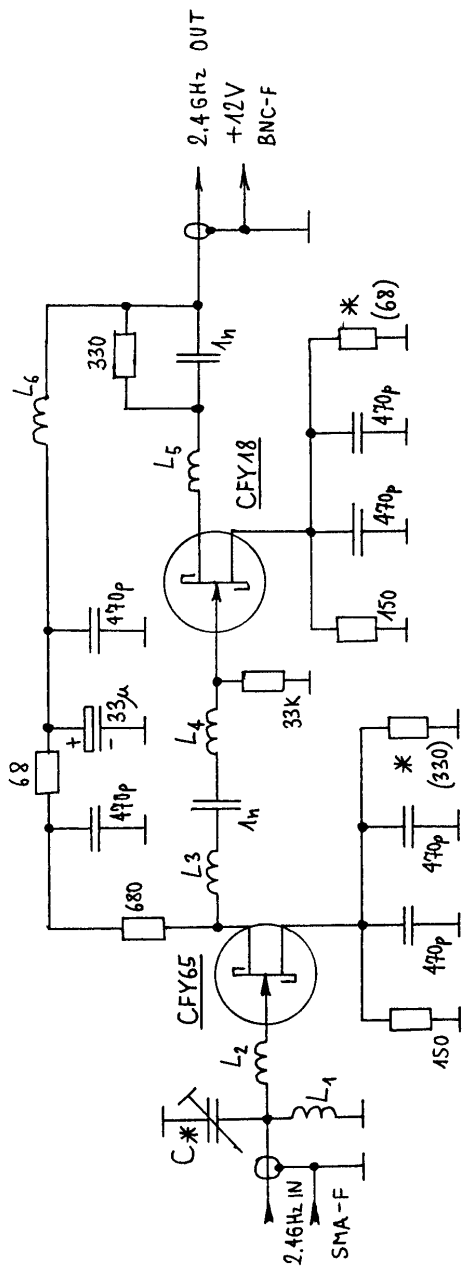 2.4GHz IN
SMA-F
C*
L1
L2
CFY65
150
470p
470p
*
(330)
680
470p
68
+
-
33µ
470p
L3
1n
L4
33K
CFY18
150
470p
470p
*
(68)
L5
L6
330
1n
2.4GHz OUT
+12V
BNC-F